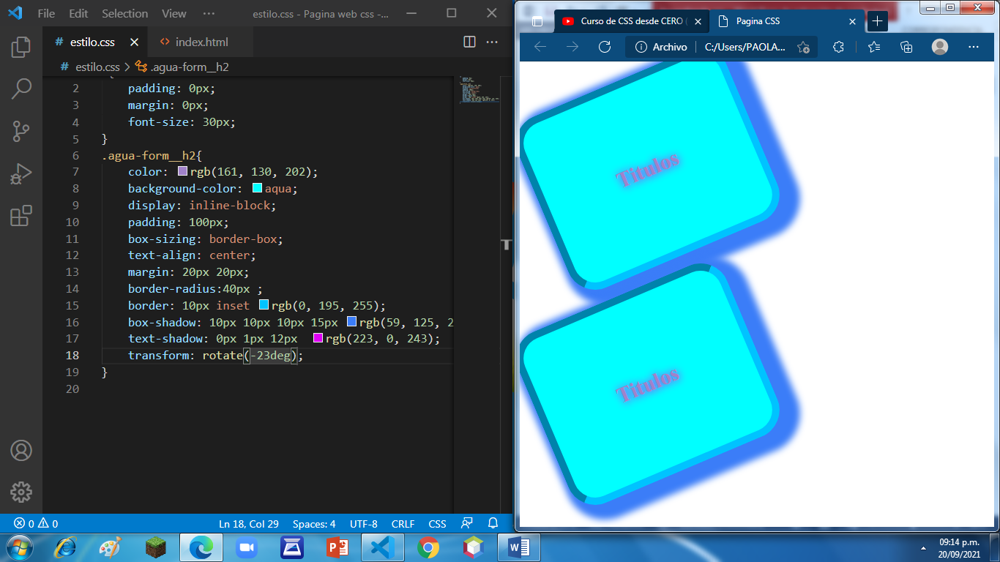 File Edit Selection View ··· estilo.css - Pagina web css -...
estilo.css index.html
estilo.css > .agua-form__h2
2 padding: 0px;
3 margin: 0px;
4 font-size: 30px;
5 }
6 .agua-form__h2{
7 color: rgb(161, 130, 202);
8 background-color: aqua;
9 display: inline-block;
10 padding: 100px;
11 box-sizing: border-box;
12 text-align: center;
13 margin: 20px 20px;
14 border-radius:40px ;
15 border: 10px inset rgb(0, 195, 255);
16 box-shadow: 10px 10px 10px 15px rgb(59, 125, 2
17 text-shadow: 0px 1px 12px rgb(223, 0, 243);
18 transform: rotate(-23deg);
19 }
20
0 0 Ln 18, Col 29 Spaces: 4 UTF-8 CRLF CSS
T
Curso de CSS desde CERO ( Pagina CSS
Archivo C:/Users/PAOLA...
Titulos
Titulos
09:14 p.m.
20/09/2021